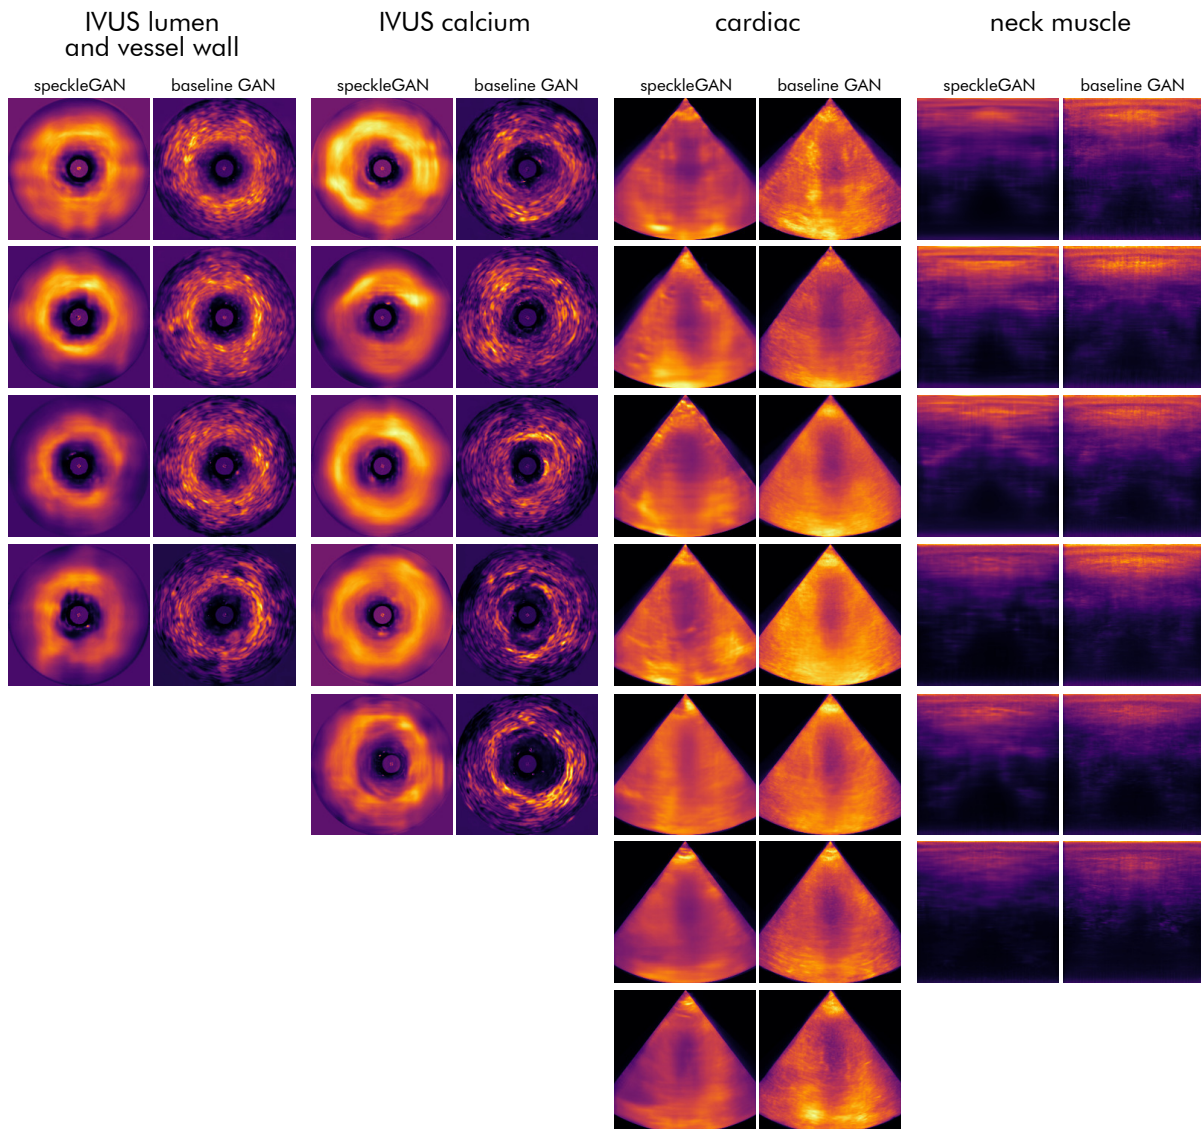 IVUS lumen
and vessel wall
IVUS calcium
cardiac
neck muscle
speckleGAN
baseline GAN
speckleGAN
baseline GAN
speckleGAN
baseline GAN
speckleGAN
baseline GAN